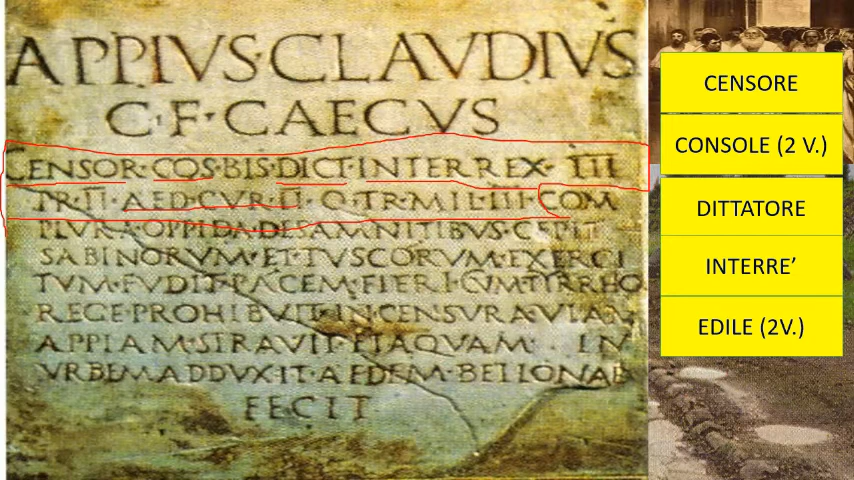 APPIVS·CLAVDIVS
C·F·CAECVS
CENSOR·COS·BIS·DICT·INTERREX·III
PR·II·AED·CVR·II·Q·TR·MIL·III·COM
PLVRA·OPPIDA·DE·SAMNITIBVS·CEPIT
SABINORVM·ET·TVSCORVM·EXERCI
TVM·FVDIT·PACEM·FIERI·CVM·TYRRHO
REGE·PROHIBVIT·IN·CENSVRA·VIAM
APPIAM·STRAVIT·ET·AQVAM· IN
VRBEM·ADDVXIT·AEDEM·BELLONAE
FECIT
CENSORE
CONSOLE (2 V.)
DITTATORE
INTERRE’
EDILE (2V.)